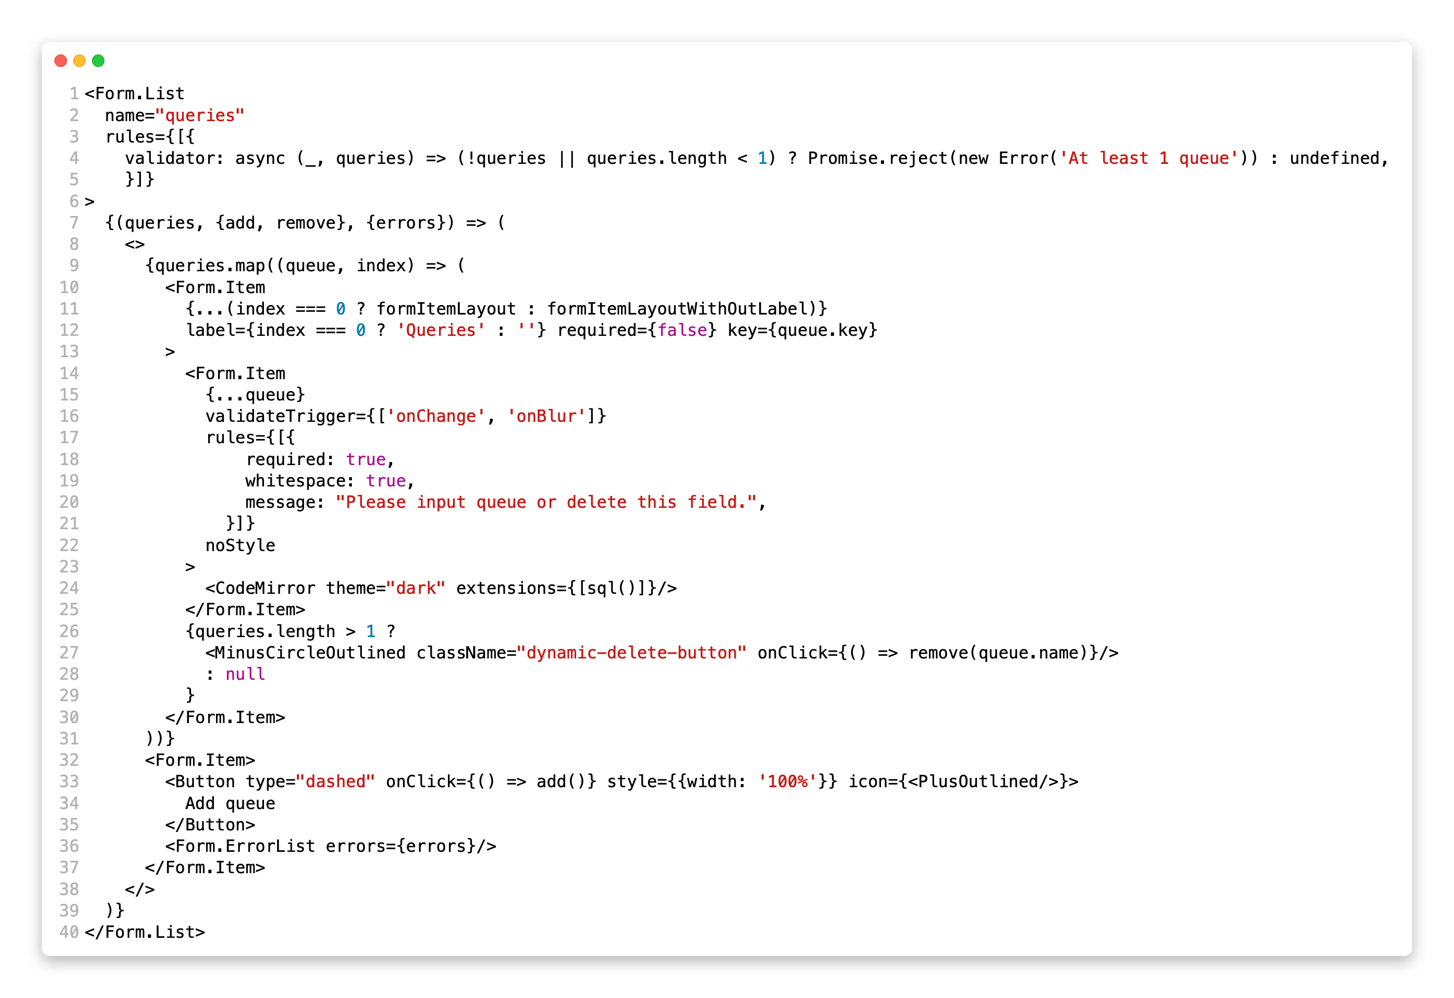 1 <Form.List
2   name="queries"
3   rules={[{
4     validator: async (_, queries) => (!queries || queries.length < 1) ? Promise.reject(new Error('At least 1 queue')) : undefined,
5     }]}
6 >
7   {(queries, {add, remove}, {errors}) => (
8     <>
9       {queries.map((queue, index) => (
10         <Form.Item
11           {...(index === 0 ? formItemLayout : formItemLayoutWithOutLabel)}
12           label={index === 0 ? 'Queries' : ''} required={false} key={queue.key}
13         >
14           <Form.Item
15             {...queue}
16             validateTrigger={['onChange', 'onBlur']}
17             rules={[{
18                 required: true,
19                 whitespace: true,
20                 message: "Please input queue or delete this field.",
21               }]}
22             noStyle
23           >
24             <CodeMirror theme="dark" extensions={[sql()]}/>
25           </Form.Item>
26           {queries.length > 1 ?
27             <MinusCircleOutlined className="dynamic-delete-button" onClick={() => remove(queue.name)}/>
28             : null
29           }
30         </Form.Item>
31       ))}
32       <Form.Item>
33         <Button type="dashed" onClick={() => add()} style={{width: '100%'}} icon={<PlusOutlined/>}>
34           Add queue
35         </Button>
36         <Form.ErrorList errors={errors}/>
37       </Form.Item>
38     </>
39   )}
40 </Form.List>